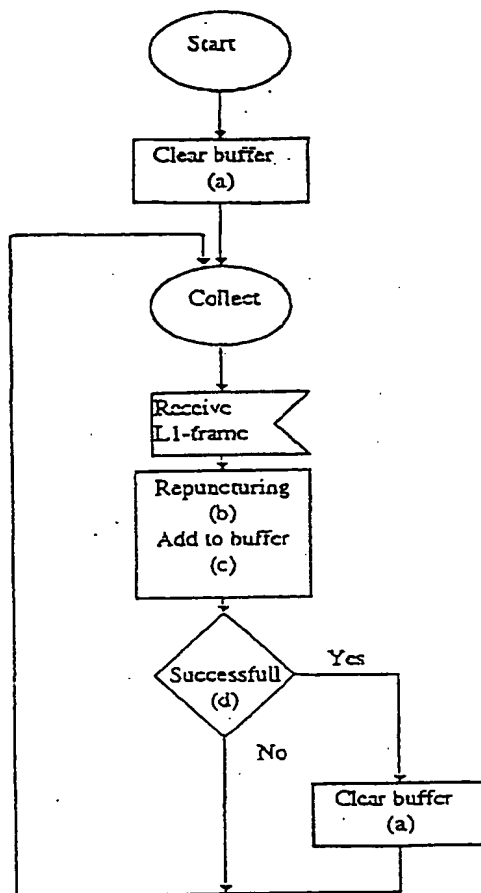 Start
Clear buffer
(a)
Collect
Receive
L1-frame
Repuncturing
(b)
Add to buffer
(c)
Successfull
(d)
Yes
No
Clear buffer
(a)